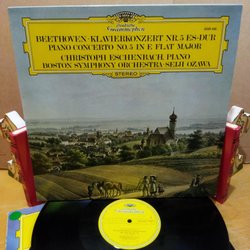 Deutsche
Grammophon
BEETHOVEN·KLAVIERKONZERT NR.5 ES-DUR
PIANO CONCERTO NO.5 IN E FLAT MAJOR
CHRISTOPH ESCHENBACH, PIANO
BOSTON SYMPHONY ORCHESTRA·SEIJI OZAWA
STEREO